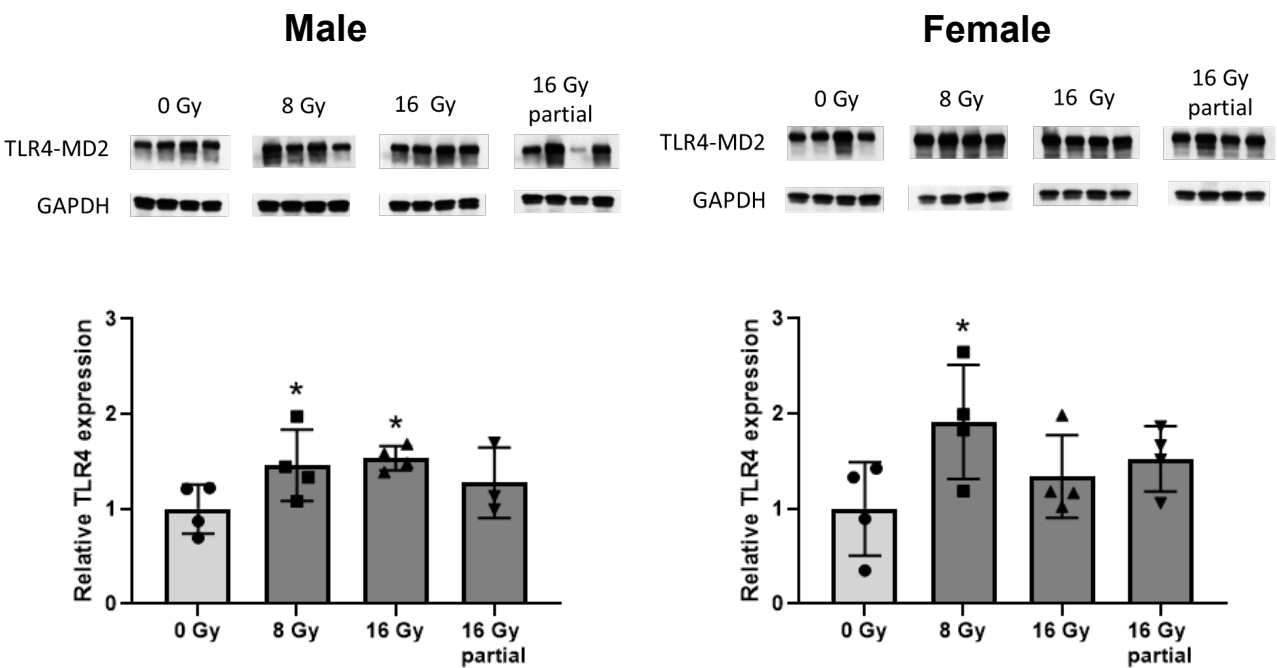 Male
0 Gy
8 Gy
16 Gy
16 Gy
partial
TLR4-MD2
GAPDH
Relative TLR4 expression
3
2
1
0
*
*
0 Gy
8 Gy
16 Gy
16 Gy
partial
Female
0 Gy
8 Gy
16 Gy
16 Gy
partial
TLR4-MD2
GAPDH
Relative TLR4 expression
3
2
1
0
*
0 Gy
8 Gy
16 Gy
16 Gy
partial